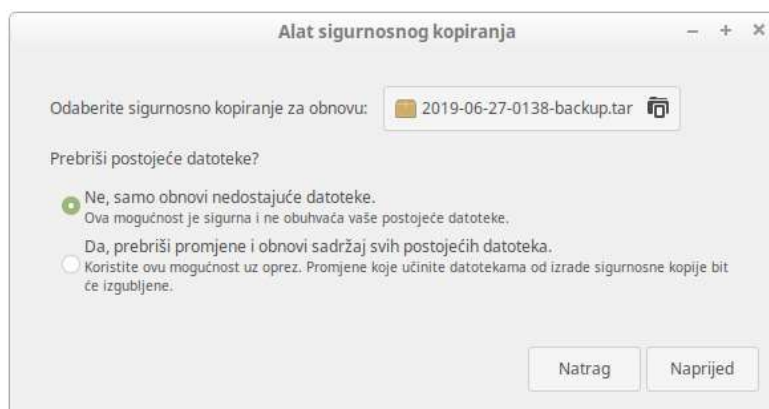 Alat sigurnosnog kopiranja
Odaberite sigurnosno kopiranje za obnovu: 2019-06-27-0138-backup.tar
Prebriši postojeće datoteke?
Ne, samo obnovi nedostajuće datoteke.
Ova mogućnost je sigurna i ne obuhvaća vaše postojeće datoteke.
Da, prebriši promjene i obnovi sadržaj svih postojećih datoteka.
Koristite ovu mogućnost uz oprez. Promjene koje učinite datotekama od izrade sigurnosne kopije bit
će izgubljene.
Natrag Naprijed